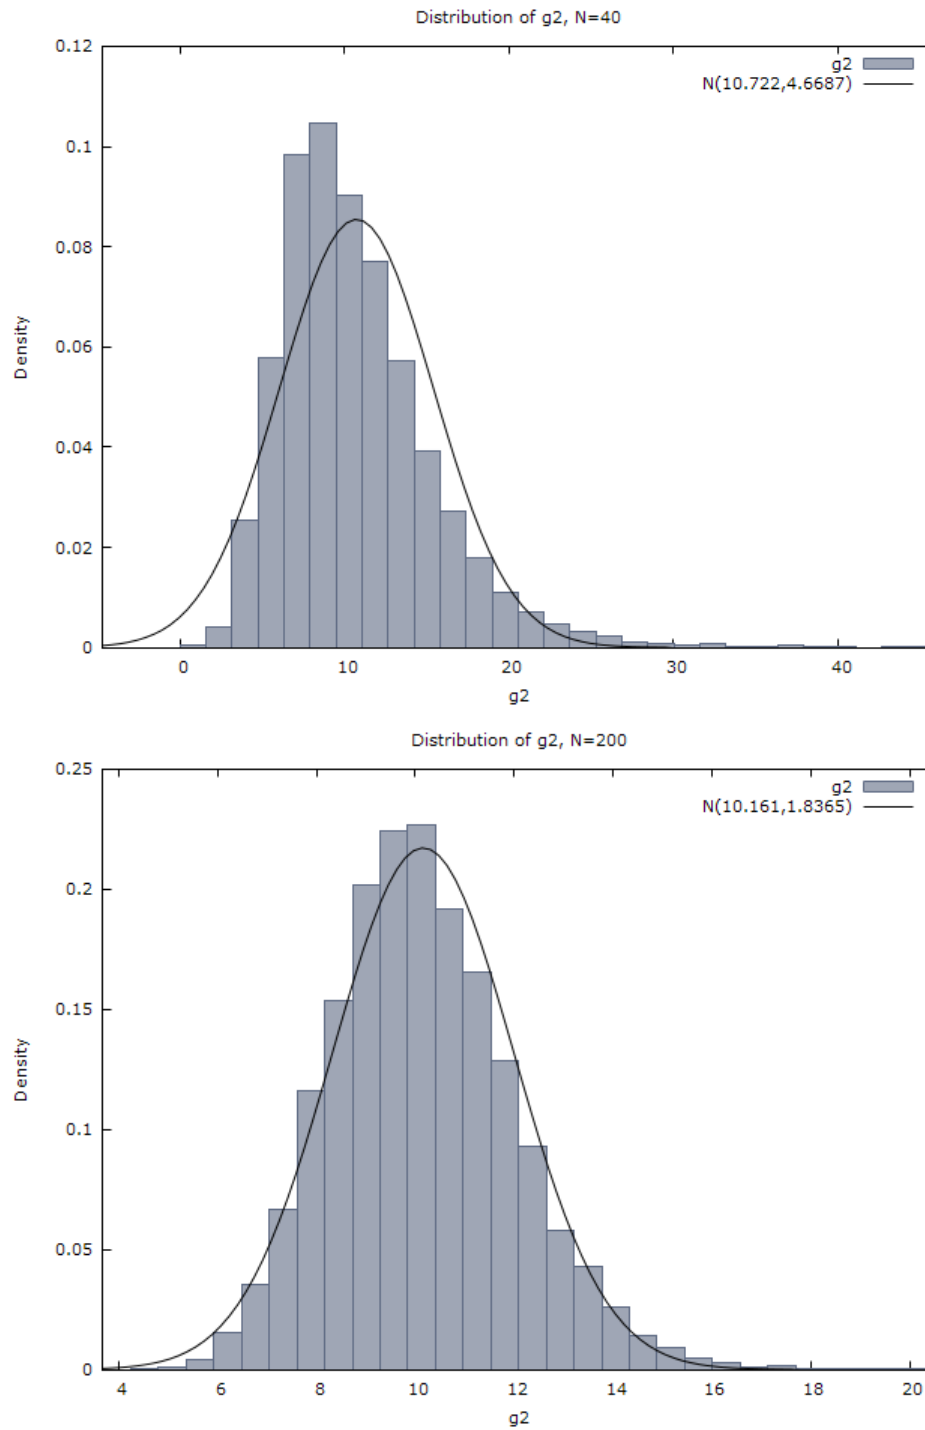 Distribution of g2, N=40
0.12
g2
N(10.722,4.6687)
0.1
0.08
Density
0.06
0.04
0.02
0
0 10 20 30 40
g2
Distribution of g2, N=200
0.25
g2
N(10.161,1.8365)
0.2
0.15
Density
0.1
0.05
0
4 6 8 10 12 14 16 18 20
g2